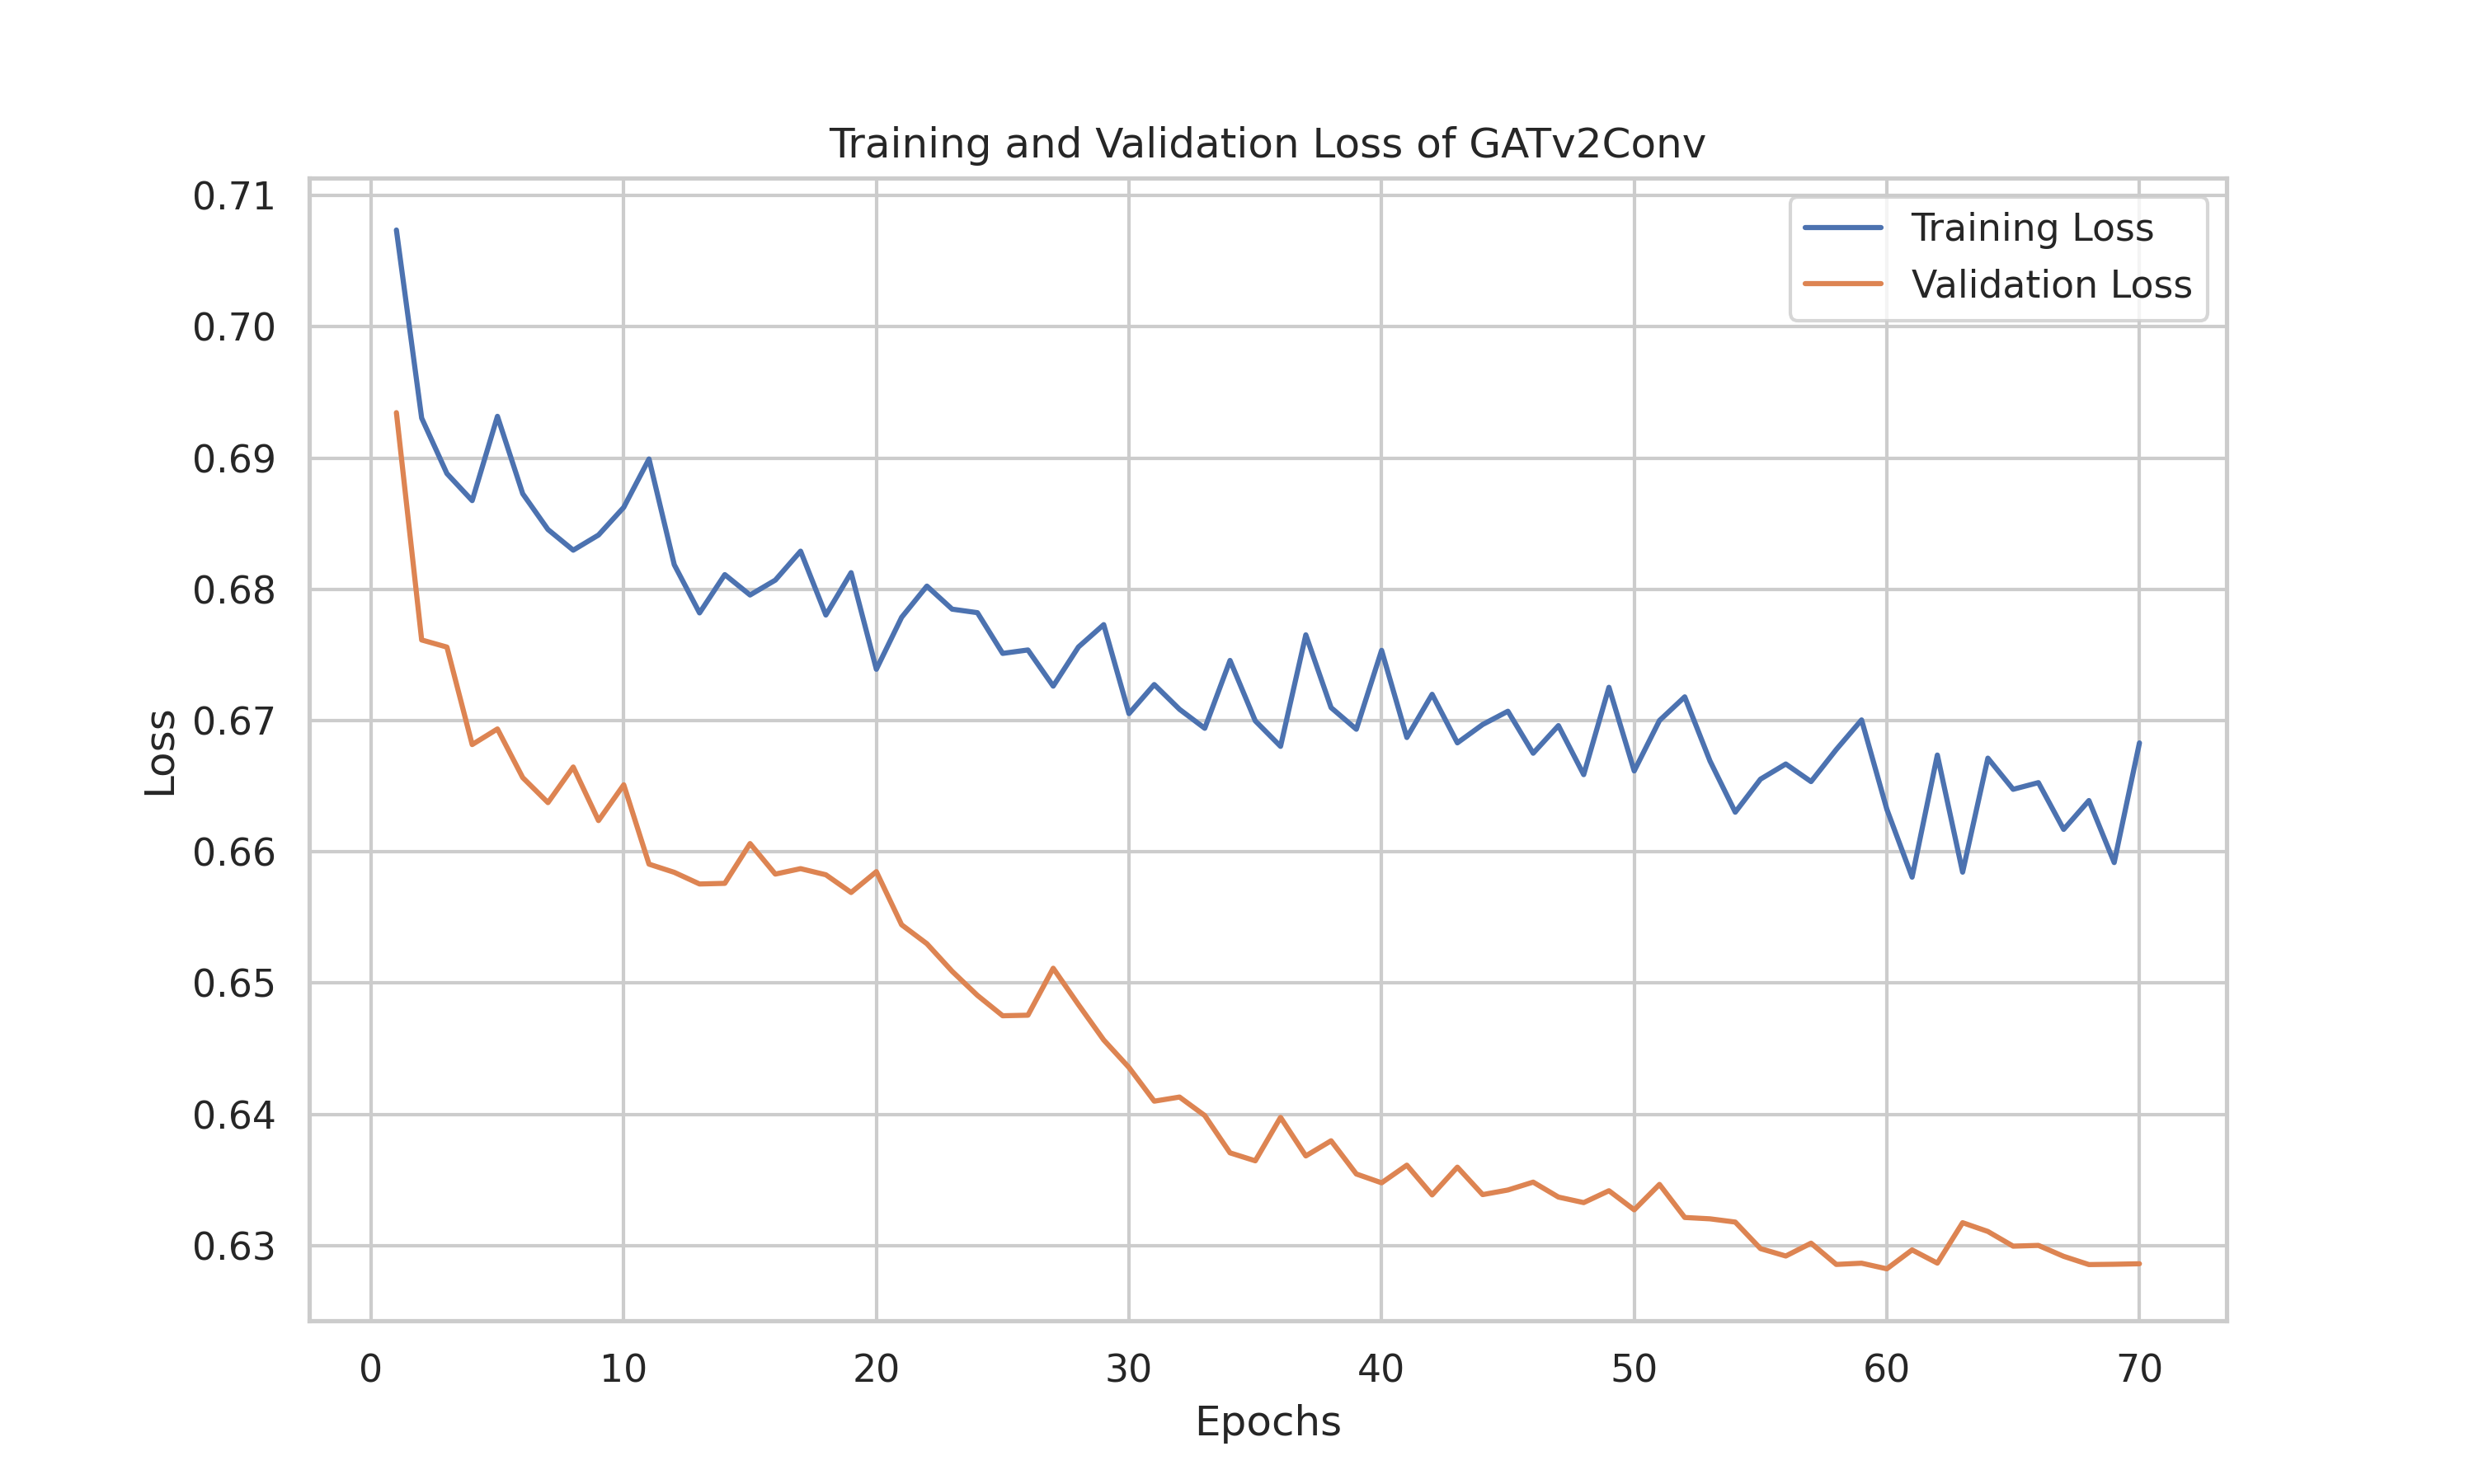 Training and Validation Loss of GATv2Conv
Training Loss
Validation Loss
0.71
0.70
0.69
0.68
0.67
0.66
0.65
0.64
0.63
Loss
0 10 20 30 40 50 60 70
Epochs